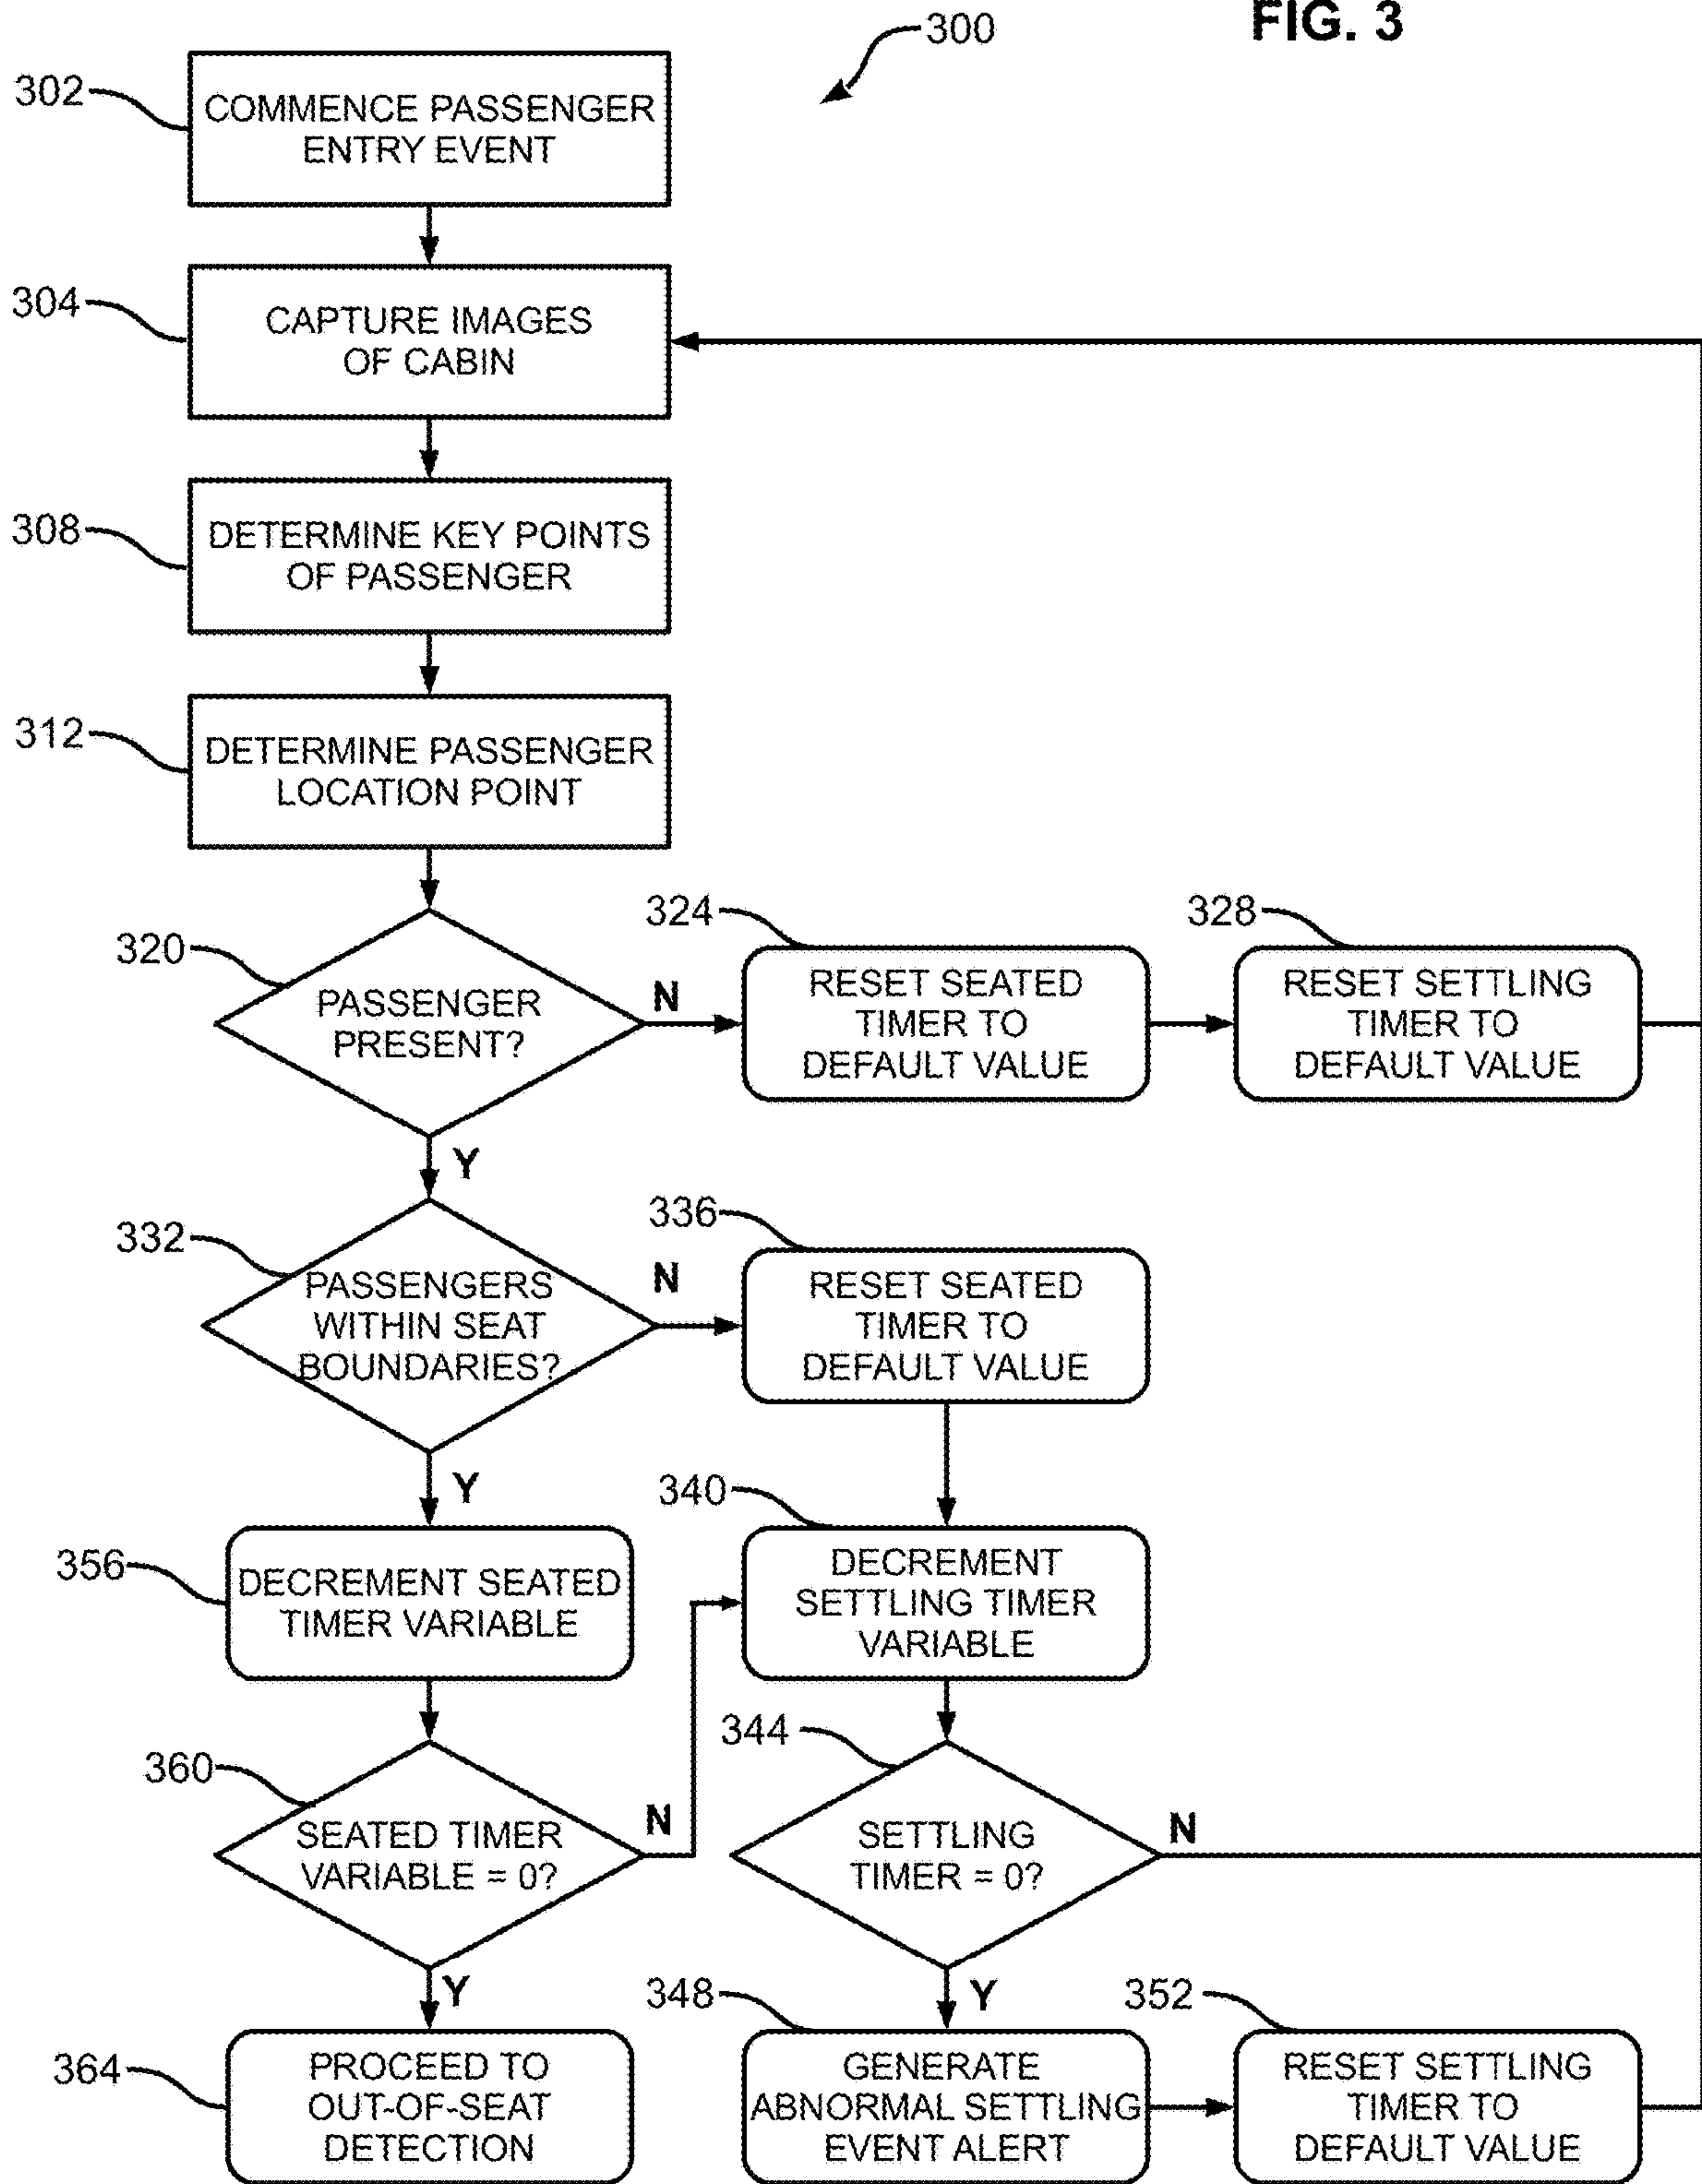 FIG. 3
300
302
COMMENCE PASSENGER
ENTRY EVENT
304
CAPTURE IMAGES
OF CABIN
308
DETERMINE KEY POINTS
OF PASSENGER
312
DETERMINE PASSENGER
LOCATION POINT
320
PASSENGER
PRESENT?
N
324
RESET SEATED
TIMER TO
DEFAULT VALUE
328
RESET SETTLING
TIMER TO
DEFAULT VALUE
Y
332
PASSENGERS
WITHIN SEAT
BOUNDARIES?
N
336
RESET SEATED
TIMER TO
DEFAULT VALUE
Y
356
DECREMENT SEATED
TIMER VARIABLE
340
DECREMENT
SETTLING TIMER
VARIABLE
360
SEATED TIMER
VARIABLE = 0?
N
344
SETTLING
TIMER = 0?
N
Y
364
PROCEED TO
OUT-OF-SEAT
DETECTION
Y
348
GENERATE
ABNORMAL SETTLING
EVENT ALERT
352
RESET SETTLING
TIMER TO
DEFAULT VALUE